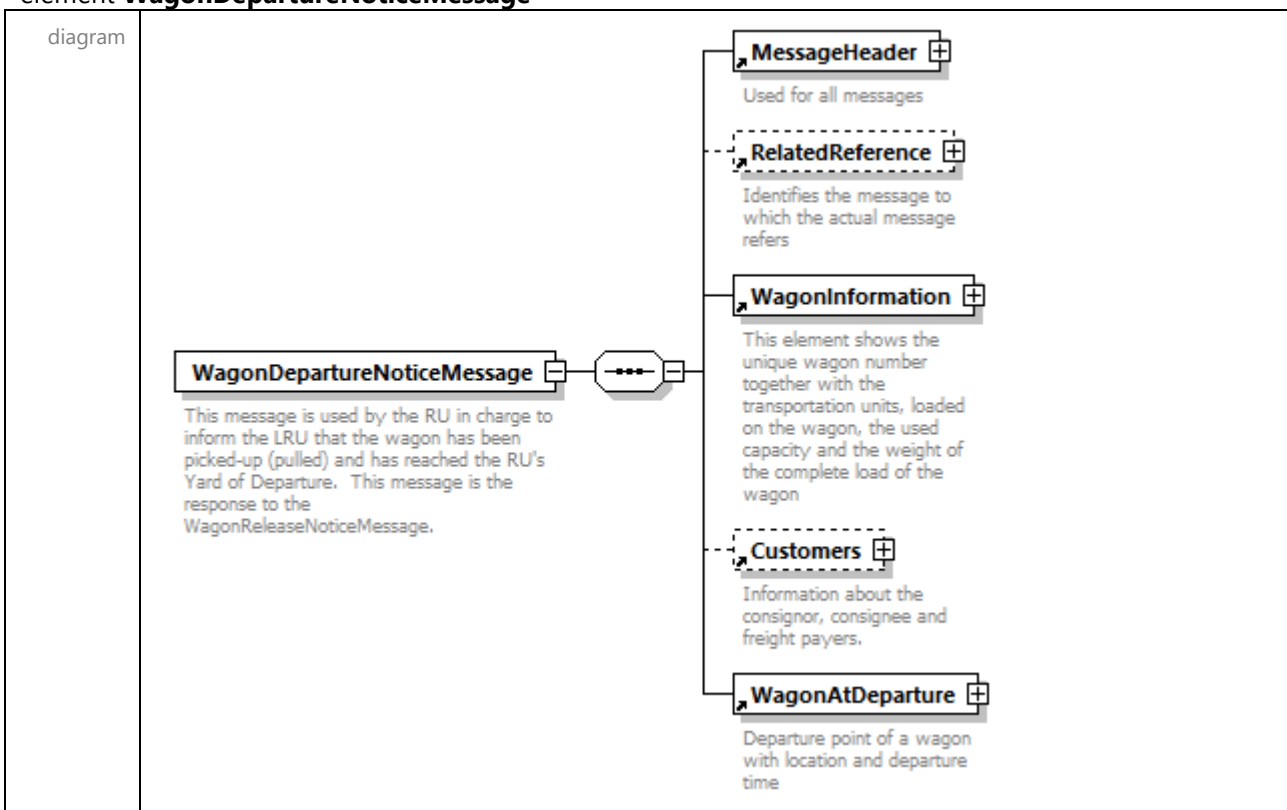 element WagonDepartureNoticeMessage
diagram
MessageHeader
Used for all messages
RelatedReference
Identifies the message to
which the actual message
refers
WagonInformation
This element shows the
unique wagon number
together with the
transportation units, loaded
on the wagon, the used
capacity and the weight of
the complete load of the
wagon
WagonDepartureNoticeMessage
This message is used by the RU in charge to
inform the LRU that the wagon has been
picked-up (pulled) and has reached the RU's
Yard of Departure.  This message is the
response to the
WagonReleaseNoticeMessage.
Customers
Information about the
consignor, consignee and
freight payers.
WagonAtDeparture
Departure point of a wagon
with location and departure
time